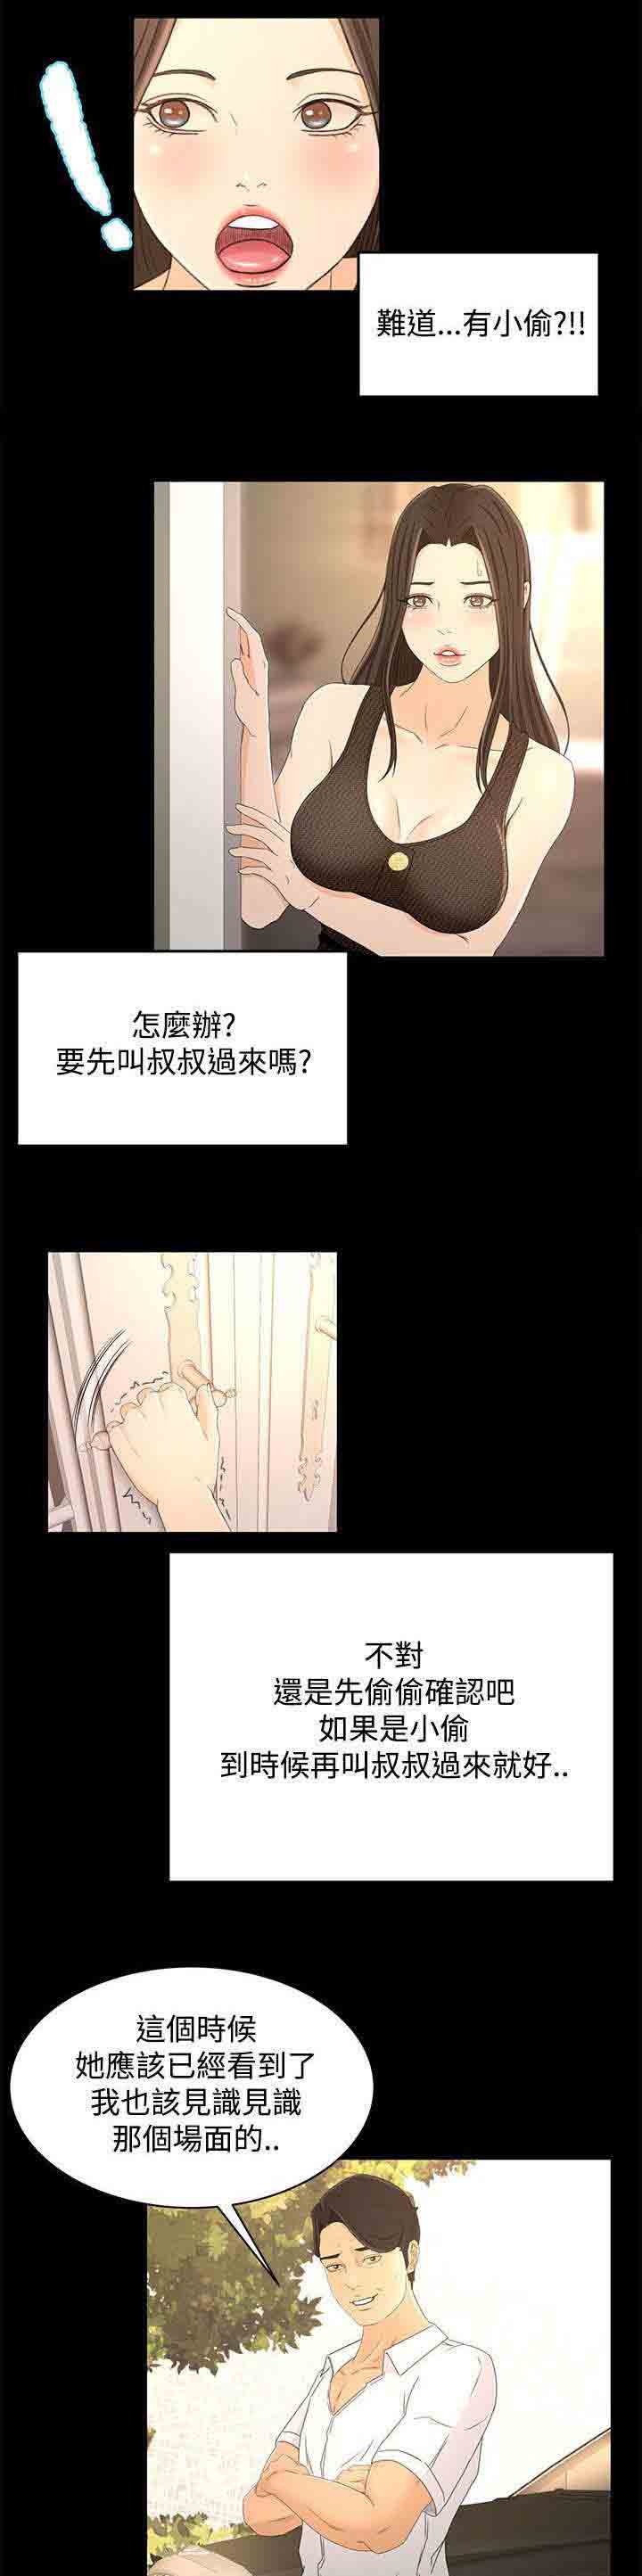 難道...有小偷?!!
怎麼辦?
要先叫叔叔過來嗎?
不對
還是先偷偷確認吧
如果是小偷
到時候再叫叔叔過來就好..
這個時候
她應該已經看到了
我也該見識見識
那個場面的..